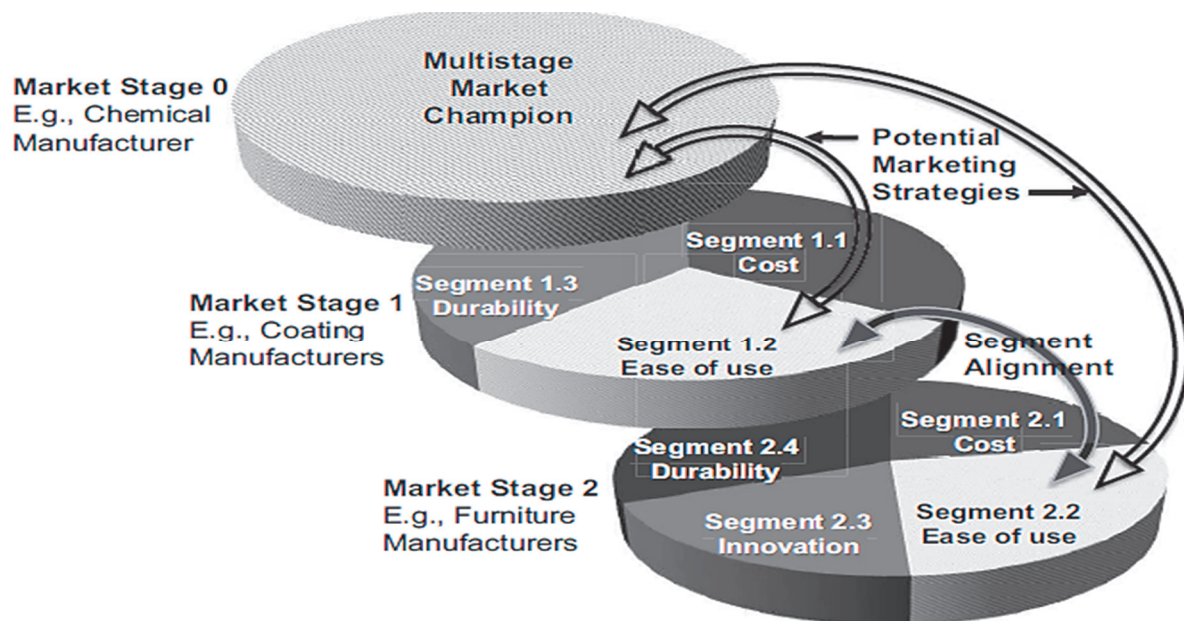 Multistage
Market
Champion
Market Stage 0
E.g., Chemical
Manufacturer
Potential
Marketing
Strategies
Segment 1.1
Cost
Segment 1.3
Durability
Market Stage 1
E.g., Coating
Manufacturers
Segment 1.2
Ease of use
Segment
Alignment
Segment 2.1
Cost
Segment 2.4
Durability
Market Stage 2
E.g., Furniture
Manufacturers
Segment 2.3
Innovation
Segment 2.2
Ease of use